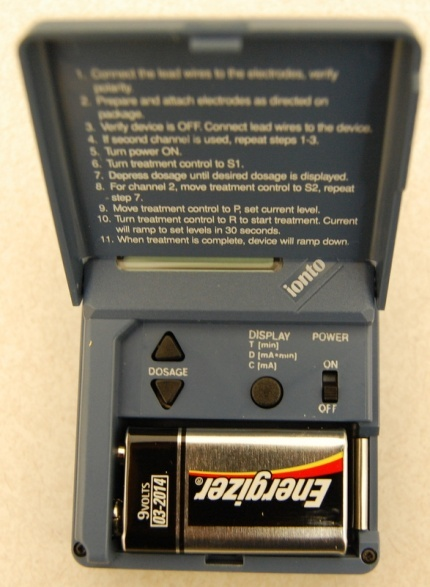 1. Connect the lead wires to the electrodes, verify
polarity.
2. Prepare and attach electrodes as directed on
package.
3. Verify device is OFF. Connect lead wires to the device.
4. If second channel is used, repeat steps 1-3.
5. Turn power ON.
6. Turn treatment control to S1.
7. Depress dosage until desired dosage is displayed.
8. For channel 2, move treatment control to S2, repeat
- step 7.
9. Move treatment control to P, set current level.
10. Turn treatment control to R to start treatment. Current
will ramp to set levels in 30 seconds.
11. When treatment is complete, device will ramp down.
ionto
DOSAGE
DISPLAY
T [min]
D [mA•min]
C [mA]
POWER
ON
OFF
Energizer®
9VOLTS
03-2014